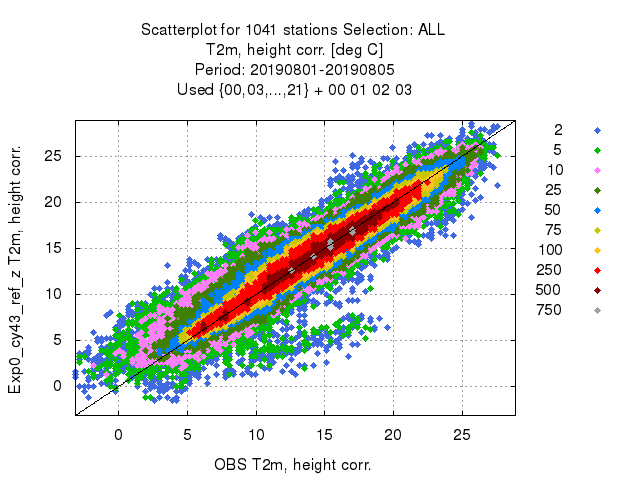 Scatterplot for 1041 stations Selection: ALL
T2m, height corr. [deg C]
Period: 20190801-20190805
Used {00,03,...,21} + 00 01 02 03
Exp0_cy43_ref_z T2m, height corr.
25
20
15
10
5
0
0 5 10 15 20 25
OBS T2m, height corr.
2
5
10
25
50
75
100
250
500
750